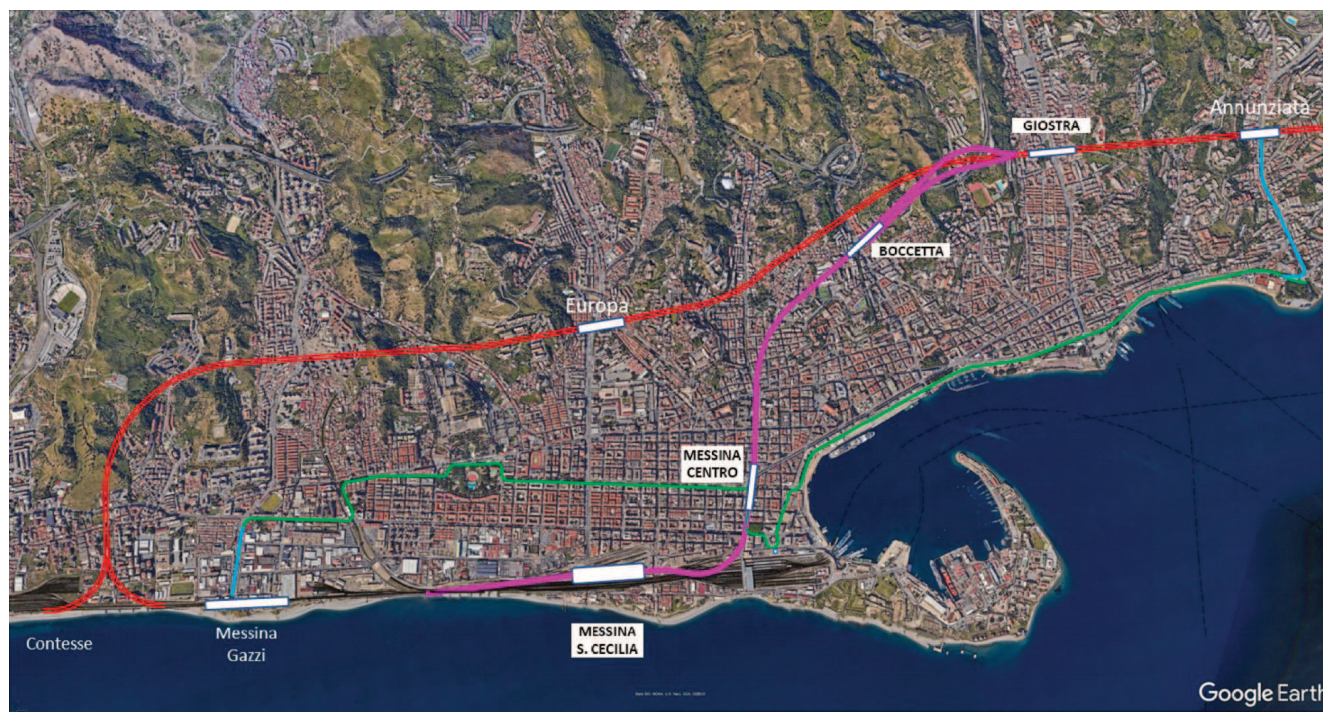 Annunziata
GIOSTRA
BOCCETTA
Europa
MESSINA
CENTRO
Contesse
Messina
Gazzi
MESSINA
S. CECILIA
Google Earth